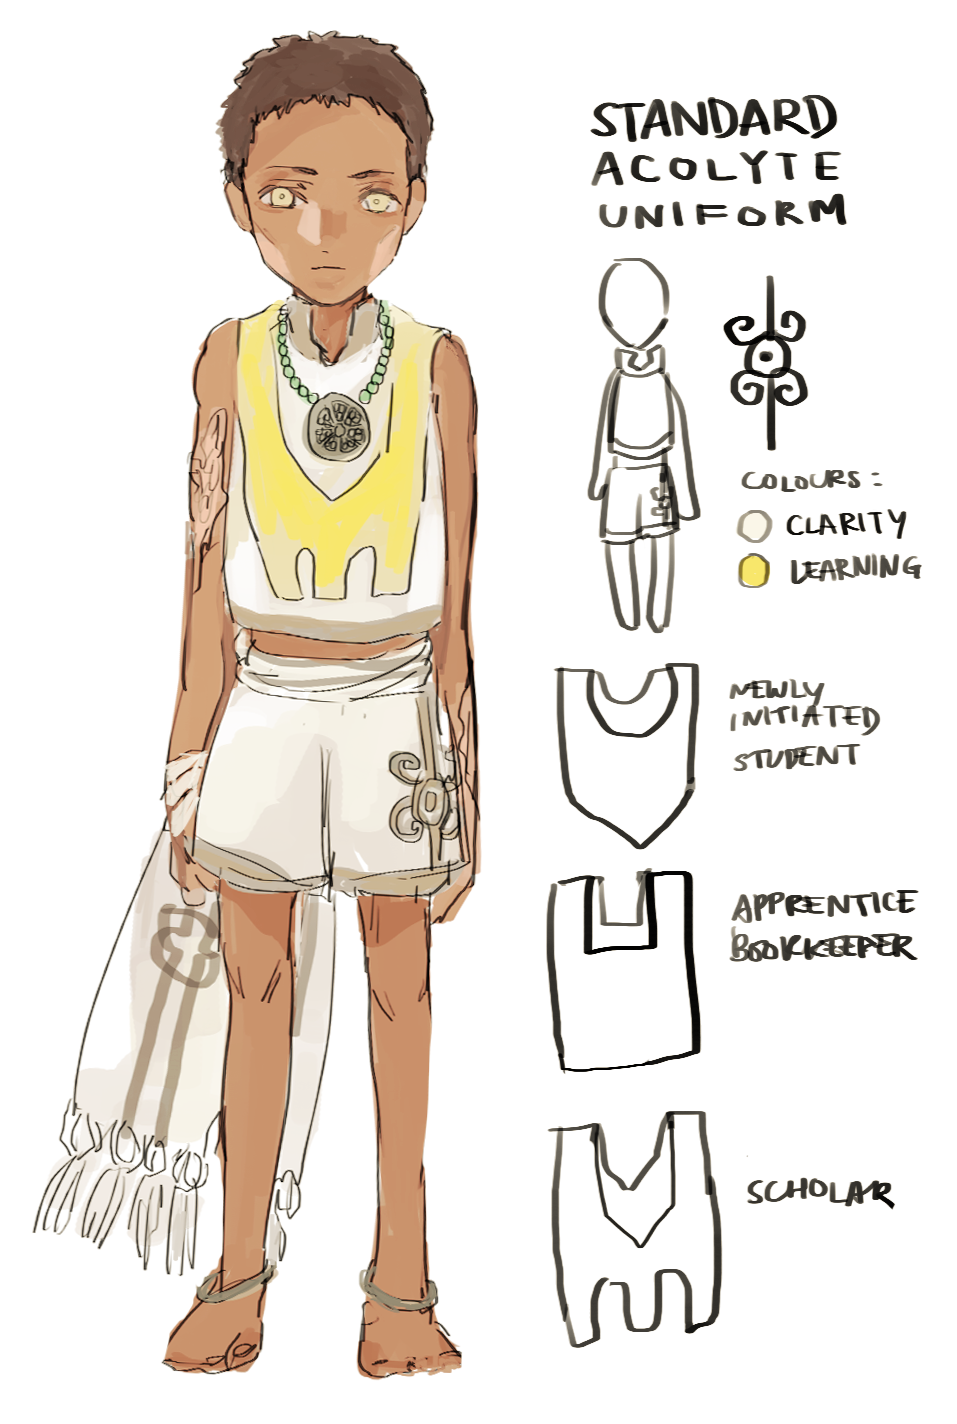 STANDARD
ACOLYTE
UNIFORM
COLOURS:
CLARITY
LEARNING
NEWLY
INITIATED
STUDENT
APPRENTICE
BOOKKEEPER
SCHOLAR